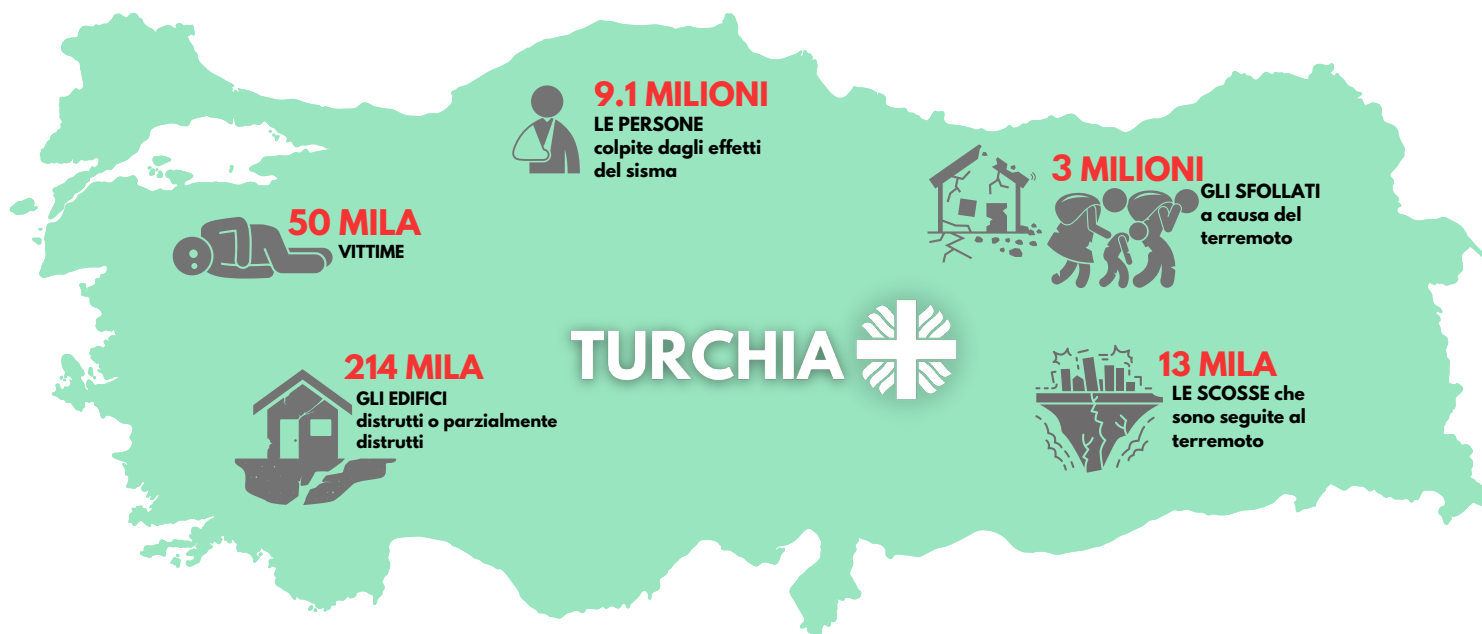 9.1 MILIONI
LE PERSONE
colpite dagli effetti
del sisma
3 MILIONI
GLI SFOLLATI
a causa del
terremoto
50 MILA
VITTIME
TURCHIA
214 MILA
GLI EDIFICI
distrutti o parzialmente
distrutti
13 MILA
LE SCOSSE che
sono seguite al
terremoto